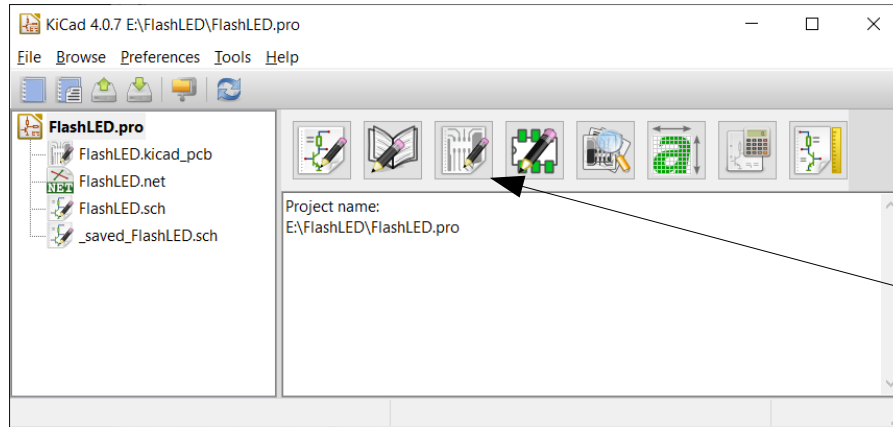 KiCad 4.0.7 E:\FlashLED\FlashLED.pro
File Browse Preferences Tools Help
FlashLED.pro
FlashLED.kicad_pcb
NET FlashLED.net
FlashLED.sch
_saved_FlashLED.sch
a
Project name:
E:\FlashLED\FlashLED.pro